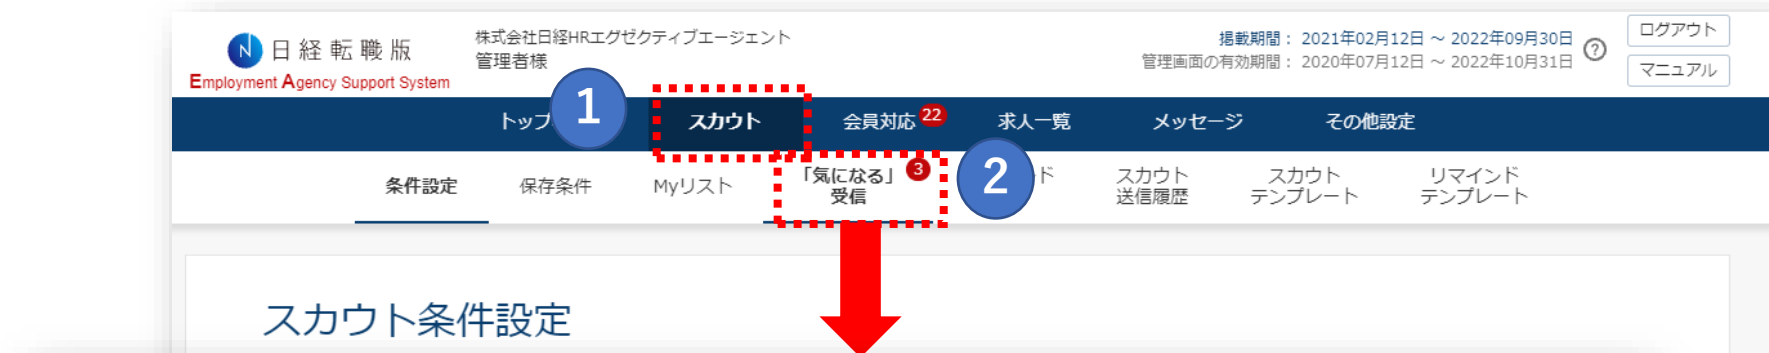 日経転職版
Employment Agency Support System
株式会社日経HRエグゼクティブエージェント
管理者様
掲載期間： 2021年02月12日 ～ 2022年09月30日
管理画面の有効期間： 2020年07月12日 ～ 2022年10月31日
?
ログアウト
マニュアル
トップ
1
スカウト
会員対応 22
求人一覧
メッセージ
その他設定
条件設定
保存条件
Myリスト
「気になる」 3
受信
2
ド
スカウト
送信履歴
スカウト
テンプレート
リマインド
テンプレート
スカウト条件設定